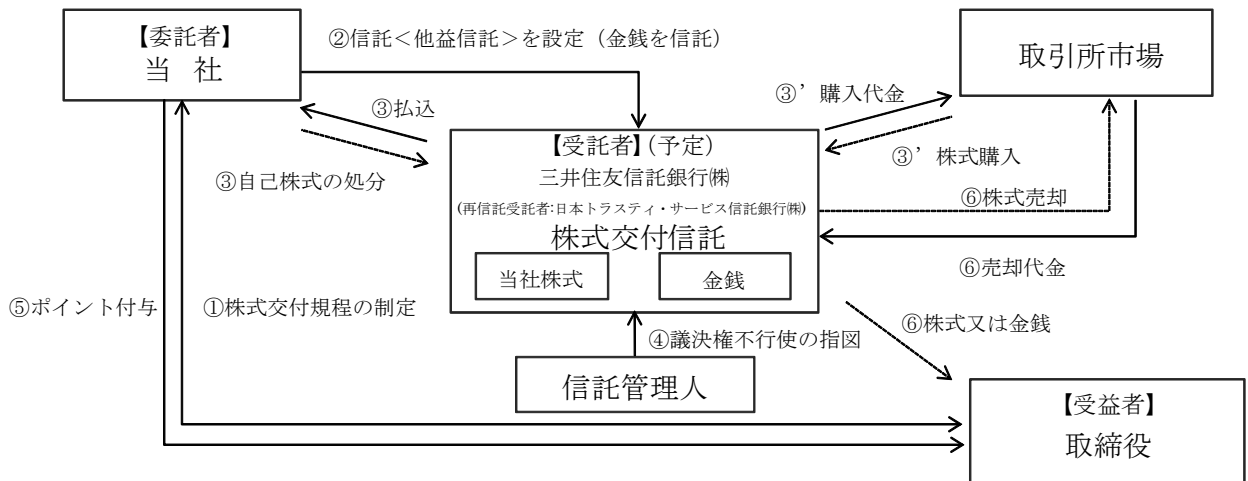 【委託者】
当 社
②信託<他益信託>を設定（金銭を信託）
取引所市場
③’購入代金
③払込
【受託者】(予定)
③’株式購入
三井住友信託銀行㈱
③自己株式の処分
⑥株式売却
(再信託受託者:日本トラスティ・サービス信託銀行㈱)
株式交付信託
⑥売却代金
当社株式
金銭
⑤ポイント付与
①株式交付規程の制定
⑥株式又は金銭
④議決権不行使の指図
信託管理人
【受益者】
取締役